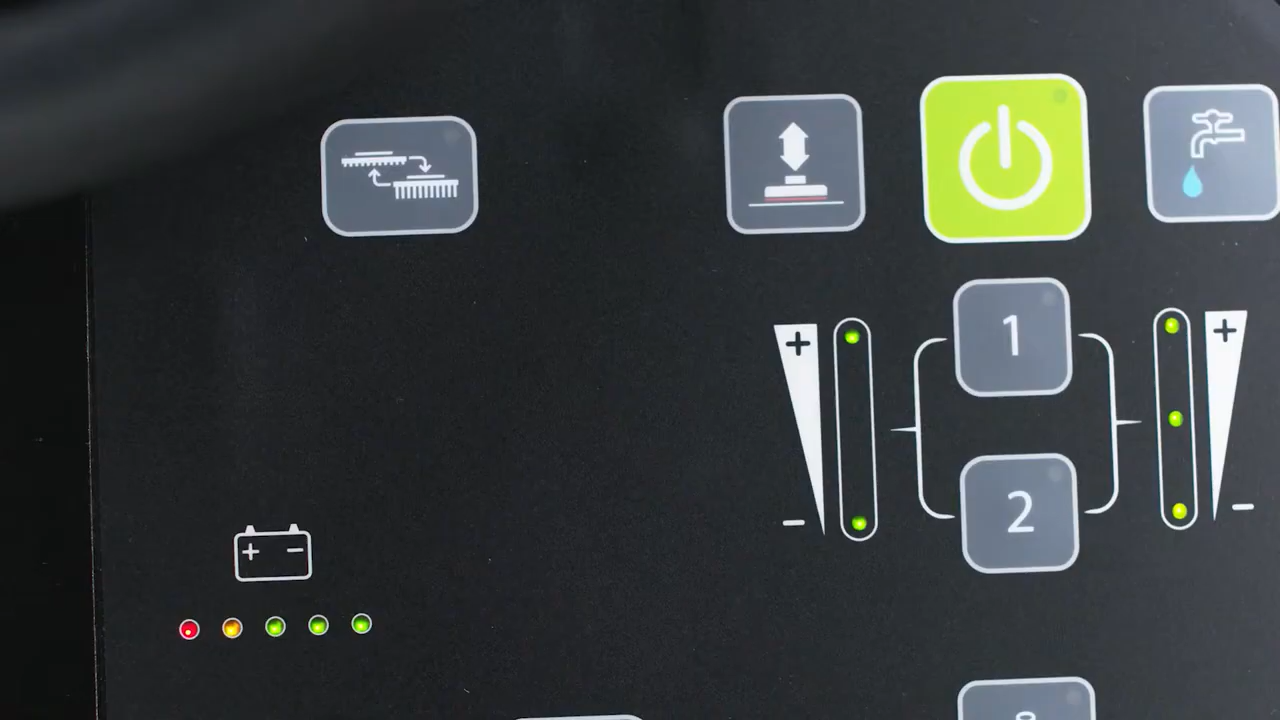 + 1 +
- 2 -
+ -